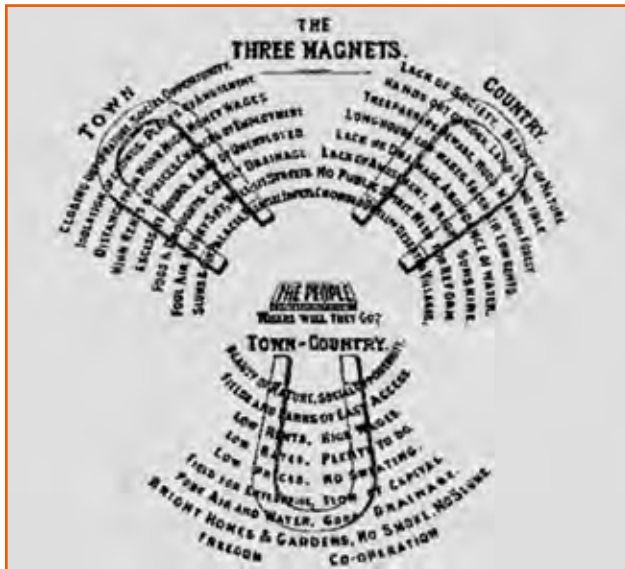 THE
THREE MAGNETS.
TOWN
CLOSING OUT OF NATURE. SOCIAL OPPORTUNITY.
ISOLATION OF CROWDS. PLACES OF AMUSEMENT.
DISTANCE FROM WORK. HIGH MONEY WAGES.
HIGH RENTS & PRICES. CHANCES OF EMPLOYMENT.
EXCESSIVE HOURS. ARMY OF UNEMPLOYED.
FOGS & DROUGHTS. COSTLY DRAINAGE.
FOUL AIR. MURKY SKY. WELL-LIT STREETS.
SLUMS &
COUNTRY.
LACK OF SOCIETY. BEAUTY OF NATURE.
HANDS OUT OF WORK. LAND LYING IDLE.
TRESPASSERS BEWARE. WOOD, MEADOW, FOREST.
LONG HOURS LOW WAGES. FRESH AIR. LOW RENTS.
LACK OF DRAINAGE. ABUNDANCE OF WATER.
LACK OF AMUSEMENT. SUNSHINE.
NO PUBLIC SPIRIT. NEED FOR REFORM.
CROWDED DWELLINGS. DESERTED VILLAGES.
THE PEOPLE
WHERE WILL THEY GO?
TOWN-COUNTRY.
BEAUTY OF NATURE, SOCIAL OPPORTUNITY.
FIELDS AND PARKS OF EASY ACCESS.
LOW RENTS, HIGH WAGES.
LOW RATES, PLENTY TO DO.
LOW PRICES, NO SWEATING.
FIELD FOR ENTERPRISE, FLOW OF CAPITAL.
PURE AIR AND WATER, GOOD DRAINAGE.
BRIGHT HOMES & GARDENS, NO SMOKE, NO SLUMS.
FREEDOM CO-OPERATION